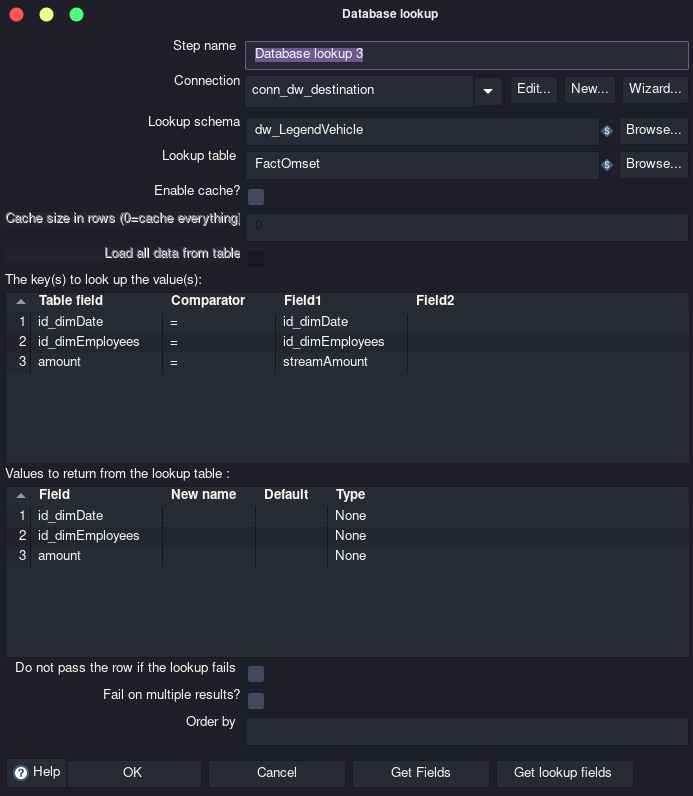 Database lookup
Step name Database lookup 3
Connection conn_dw_destination Edit... New... Wizard...
Lookup schema dw_LegendVehicle $ Browse...
Lookup table FactOmset $ Browse...
Enable cache?
Cache size in rows (0=cache everything) 0
Load all data from table
The key(s) to look up the value(s):
Table field Comparator Field1 Field2
1 id_dimDate = id_dimDate
2 id_dimEmployees = id_dimEmployees
3 amount = streamAmount
Values to return from the lookup table :
Field New name Default Type
1 id_dimDate None
2 id_dimEmployees None
3 amount None
Do not pass the row if the lookup fails
Fail on multiple results?
Order by
? Help OK Cancel Get Fields Get lookup fields